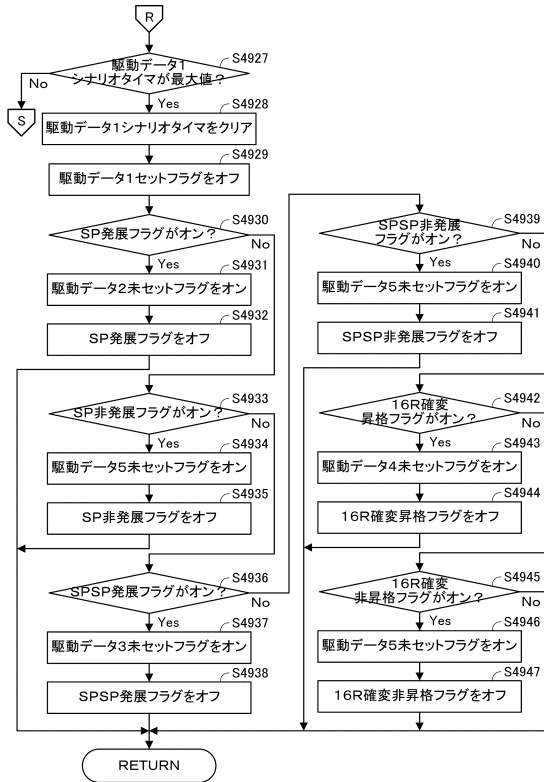 R
駆動データ1
シナリオタイマが最大値？
S4927
No
S
Yes
S4928
駆動データ1シナリオタイマをクリア
S4929
駆動データ1セットフラグをオフ
S4930
SP発展フラグがオン？
No
Yes
S4931
駆動データ2未セットフラグをオン
S4932
SP発展フラグをオフ
S4933
SP非発展フラグがオン？
No
Yes
S4934
駆動データ5未セットフラグをオン
S4935
SP非発展フラグをオフ
S4936
SPSP発展フラグがオン？
No
Yes
S4937
駆動データ3未セットフラグをオン
S4938
SPSP発展フラグをオフ
RETURN
S4939
SPSP非発展
フラグがオン？
No
Yes
S4940
駆動データ5未セットフラグをオン
S4941
SPSP非発展フラグをオフ
S4942
16R確変
昇格フラグがオン？
No
Yes
S4943
駆動データ4未セットフラグをオン
S4944
16R確変昇格フラグをオフ
S4945
16R確変
非昇格フラグがオン？
No
Yes
S4946
駆動データ5未セットフラグをオン
S4947
16R確変非昇格フラグをオフ